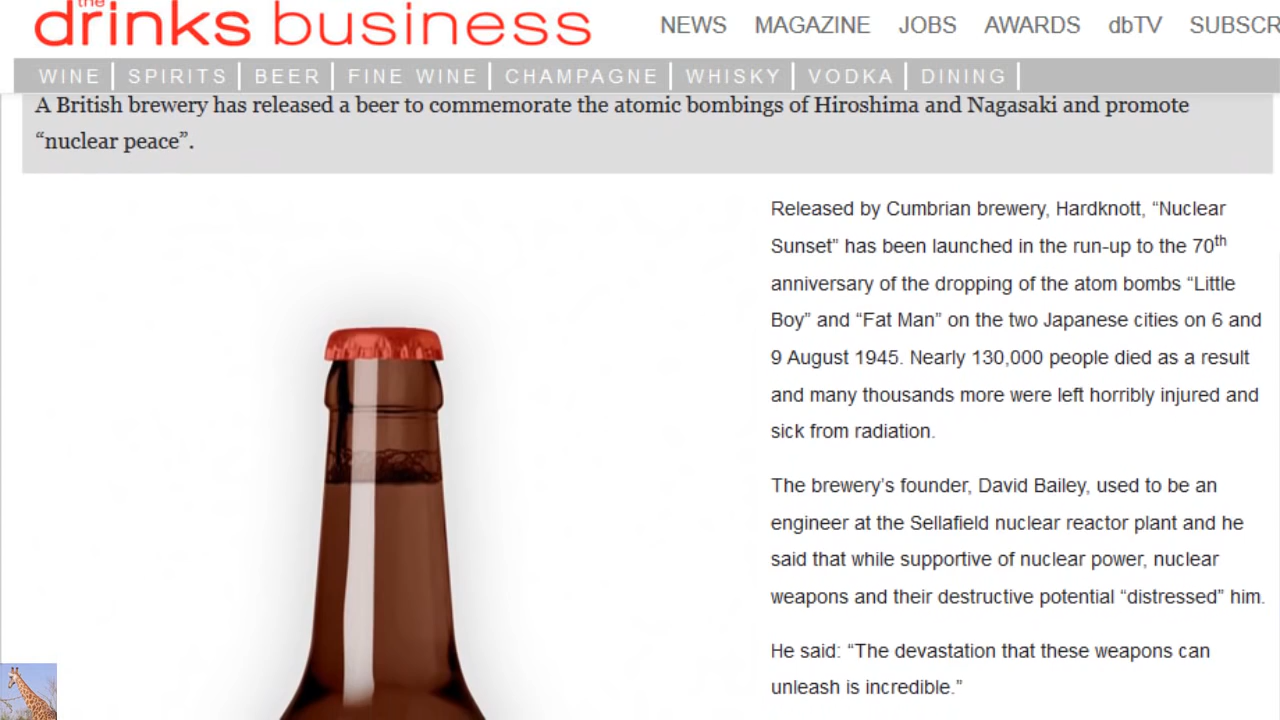 the
drinks business
NEWS MAGAZINE JOBS AWARDS dbTV SUBSCR
WINE SPIRITS BEER FINE WINE CHAMPAGNE WHISKY VODKA DINING
A British brewery has released a beer to commemorate the atomic bombings of Hiroshima and Nagasaki and promote
“nuclear peace”.
Released by Cumbrian brewery, Hardknott, “Nuclear
Sunset” has been launched in the run-up to the 70th
anniversary of the dropping of the atom bombs “Little
Boy” and “Fat Man” on the two Japanese cities on 6 and
9 August 1945. Nearly 130,000 people died as a result
and many thousands more were left horribly injured and
sick from radiation.
The brewery’s founder, David Bailey, used to be an
engineer at the Sellafield nuclear reactor plant and he
said that while supportive of nuclear power, nuclear
weapons and their destructive potential “distressed” him.
He said: “The devastation that these weapons can
unleash is incredible.”